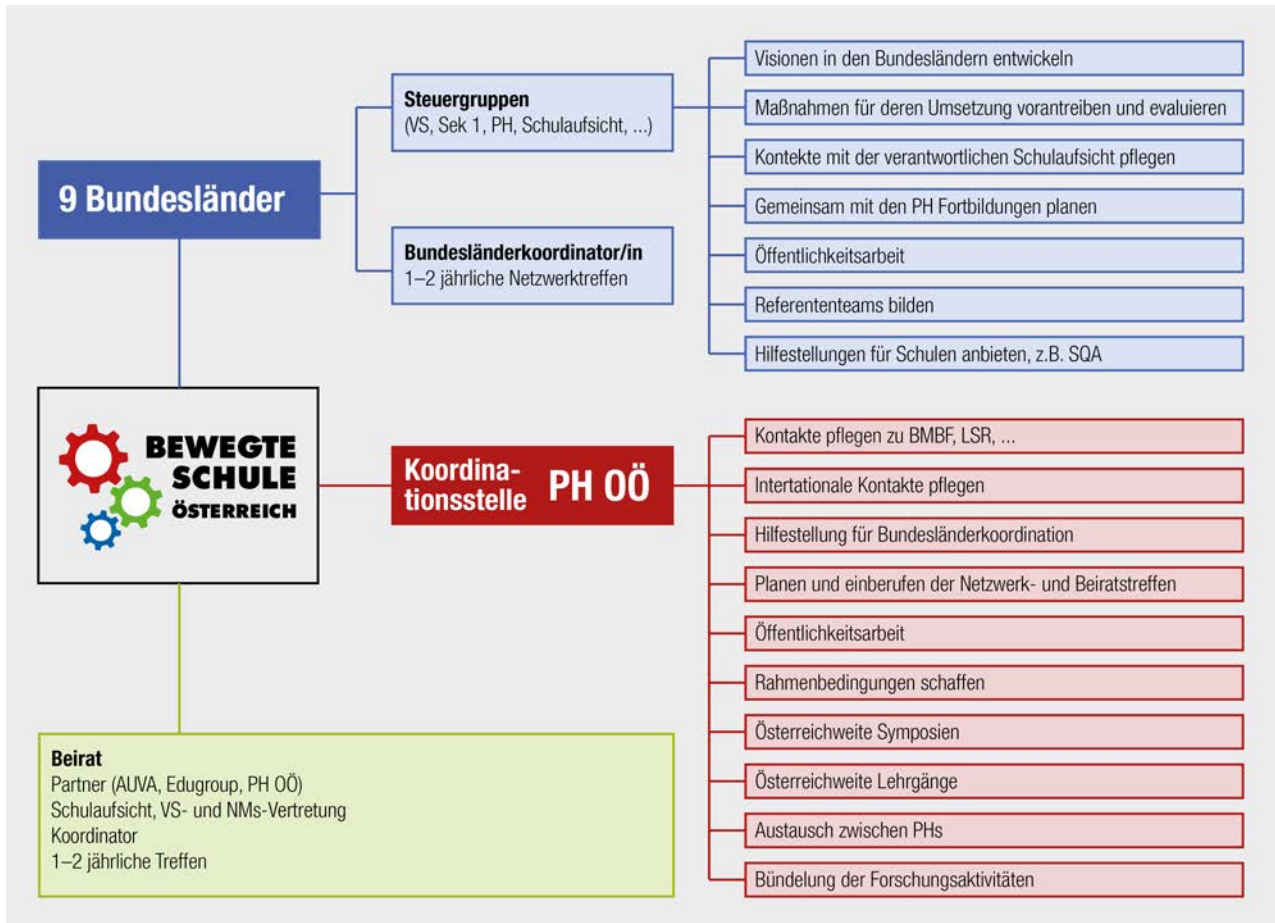 9 Bundesländer
Steuergruppen
(VS, Sek 1, PH, Schulaufsicht, ...)
Bundesländerkoordinator/in
1–2 jährliche Netzwerktreffen
Visionen in den Bundesländern entwickeln
Maßnahmen für deren Umsetzung vorantreiben und evaluieren
Kontekte mit der verantwortlichen Schulaufsicht pflegen
Gemeinsam mit den PH Fortbildungen planen
Öffentlichkeitsarbeit
Referententeams bilden
Hilfestellungen für Schulen anbieten, z.B. SQA
BEWEGTE
SCHULE
ÖSTERREICH
Koordina-
tionsstelle
PH OÖ
Kontakte pflegen zu BMBF, LSR, ...
Intertationale Kontakte pflegen
Hilfestellung für Bundesländerkoordination
Planen und einberufen der Netzwerk- und Beiratstreffen
Öffentlichkeitsarbeit
Rahmenbedingungen schaffen
Österreichweite Symposien
Österreichweite Lehrgänge
Austausch zwischen PHs
Bündelung der Forschungsaktivitäten
Beirat
Partner (AUVA, Edugroup, PH OÖ)
Schulaufsicht, VS- und NMs-Vertretung
Koordinator
1–2 jährliche Treffen